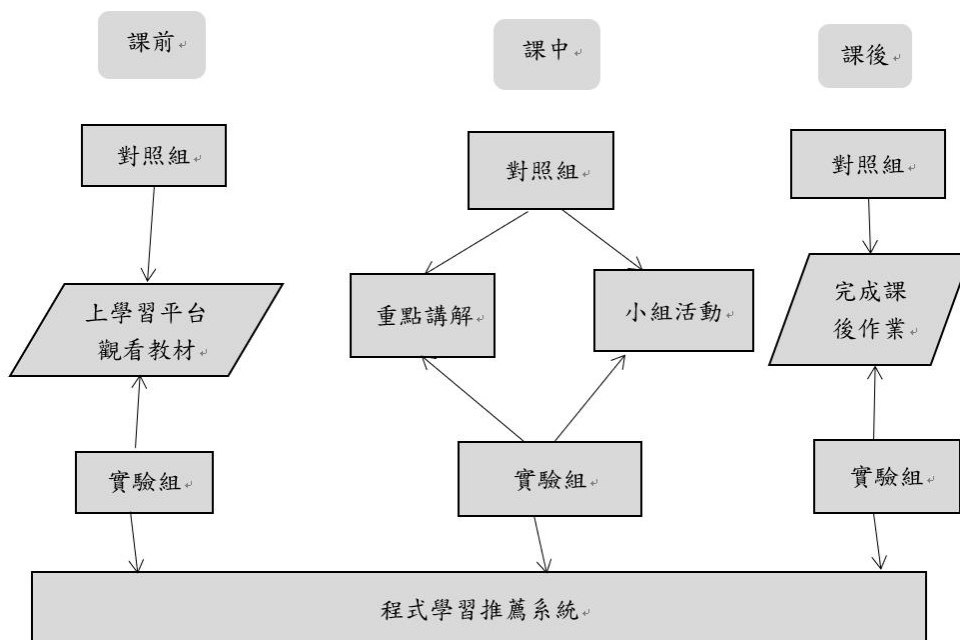 課前
課中
課後
對照組
對照組
對照組
上學習平台
觀看教材
重點講解
小組活動
完成課
後作業
實驗組
實驗組
實驗組
程式學習推薦系統